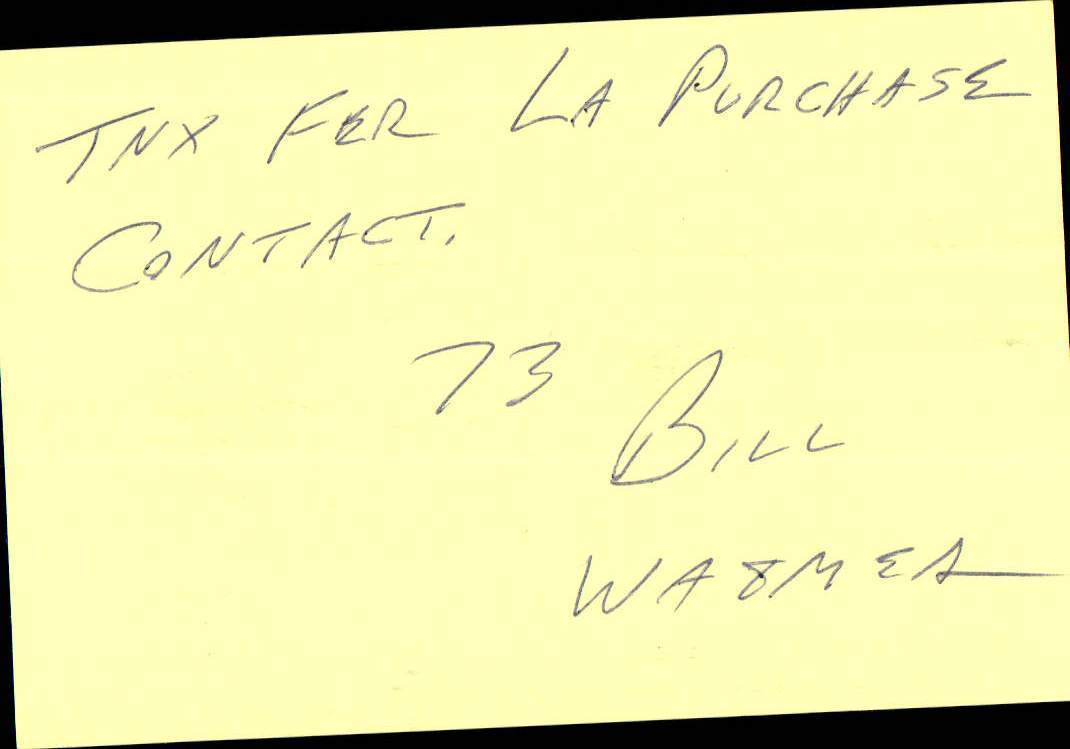 TNX FER LA PURCHASE
CONTACT.
73
BILL
WA8MEA